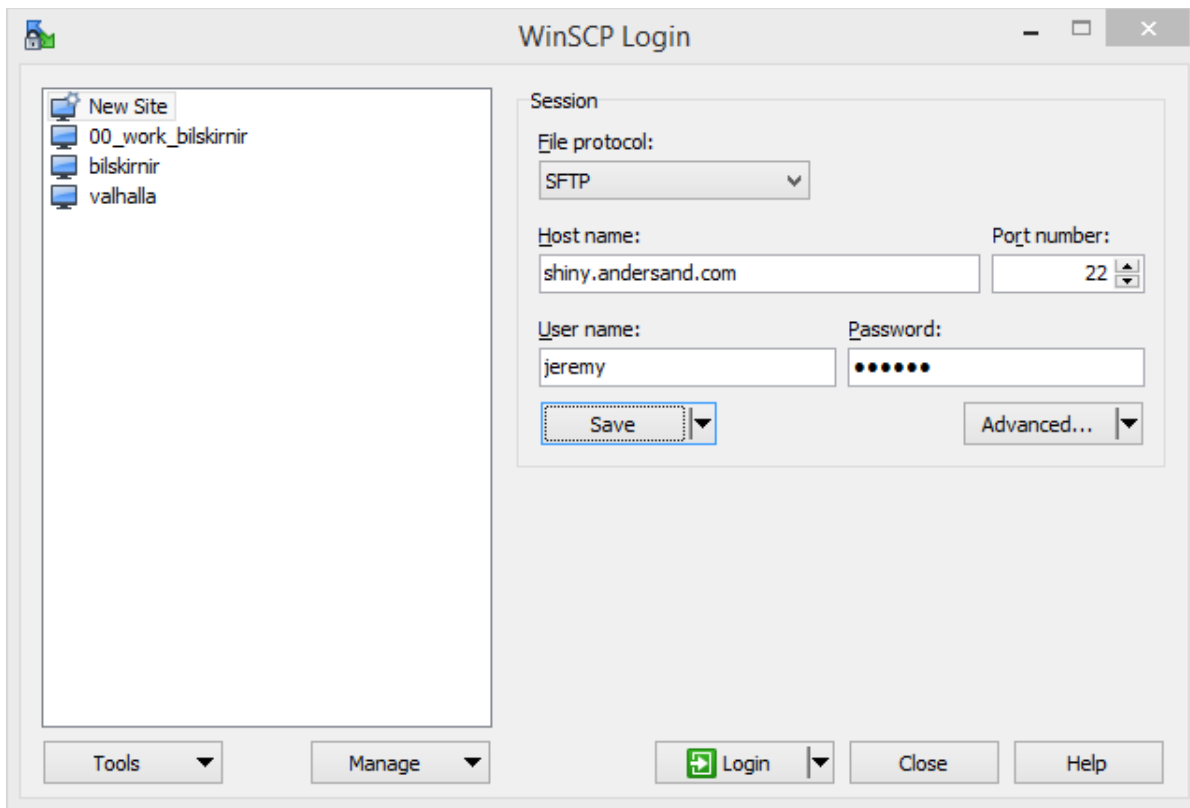 WinSCP Login
New Site
00_work_bilskirnir
bilskirnir
valhalla
Session
File protocol:
SFTP
Host name: Port number:
shiny.andersand.com 22
User name: Password:
jeremy ••••••
Save Advanced...
Tools Manage Login Close Help